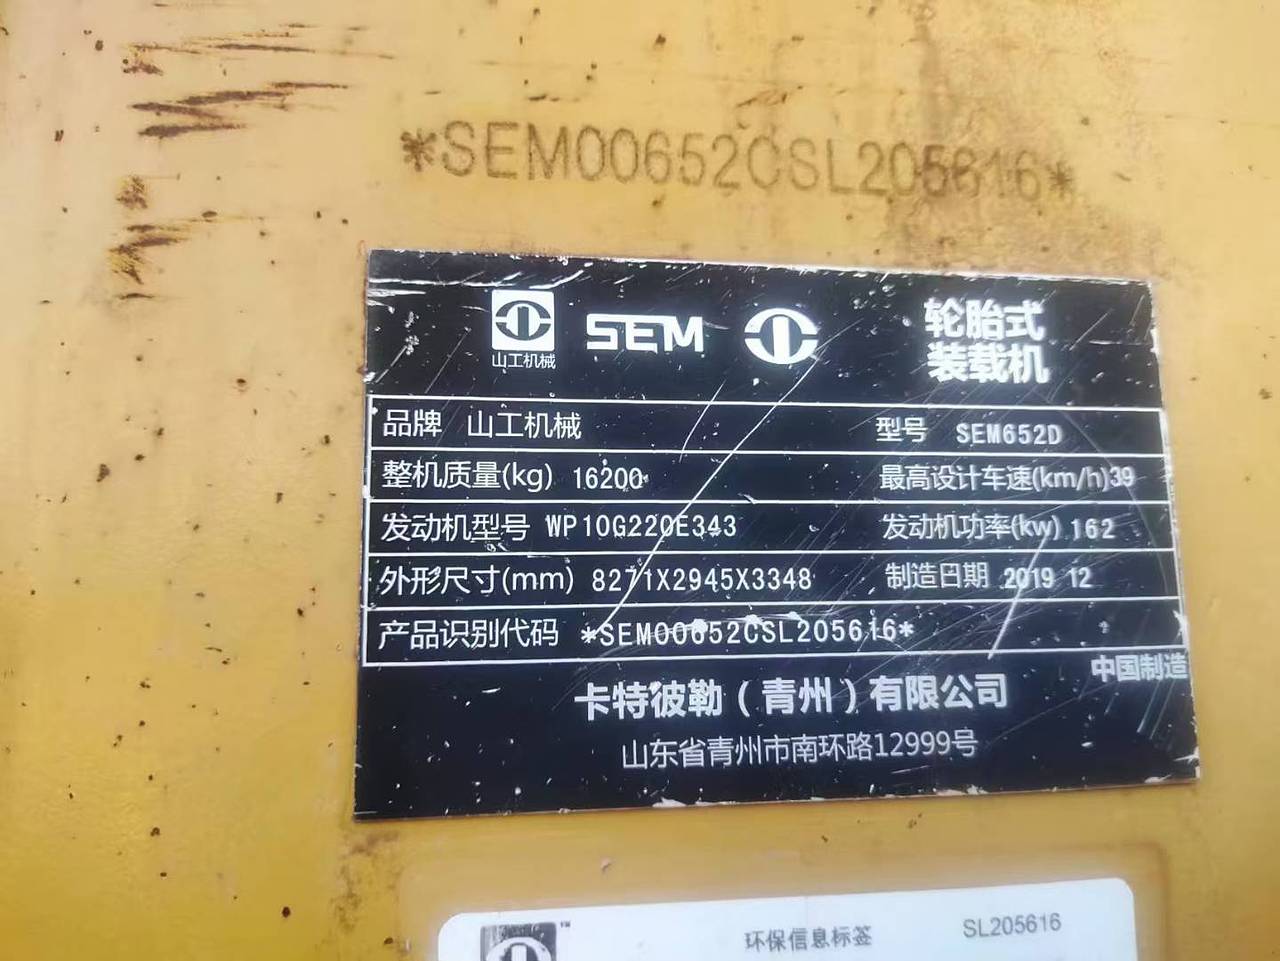 *SEM00652CSL205616*
山工机械 SEM 轮胎式
装载机
品牌 山工机械 型号 SEM652D
整机质量(kg) 16200 最高设计车速(km/h)39
发动机型号 WP10G220E343 发动机功率(kw) 162
外形尺寸(mm) 8271X2945X3348 制造日期 2019 12
产品识别代码 *SEM00652CSL205616*
中国制造
卡特彼勒（青州）有限公司
山东省青州市南环路12999号
TM 环保信息标签 SL205616